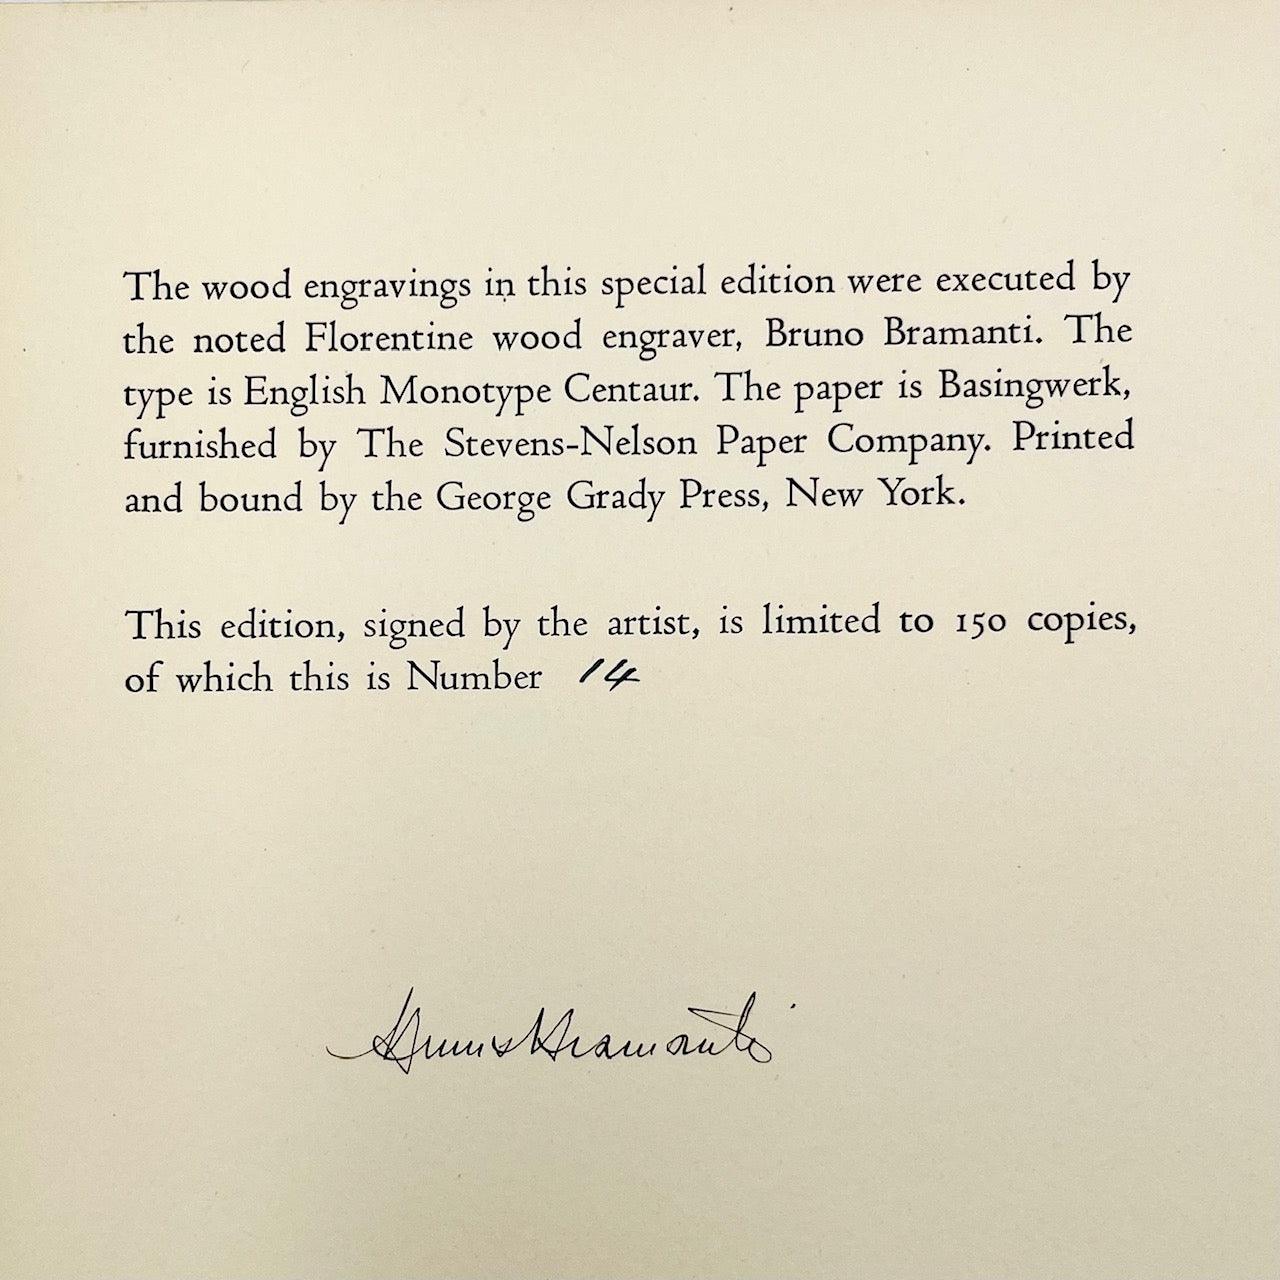 The wood engravings in this special edition were executed by
the noted Florentine wood engraver, Bruno Bramanti. The
type is English Monotype Centaur. The paper is Basingwerk,
furnished by The Stevens-Nelson Paper Company. Printed
and bound by the George Grady Press, New York.
This edition, signed by the artist, is limited to 150 copies,
of which this is Number 14
Bruno Bramanti